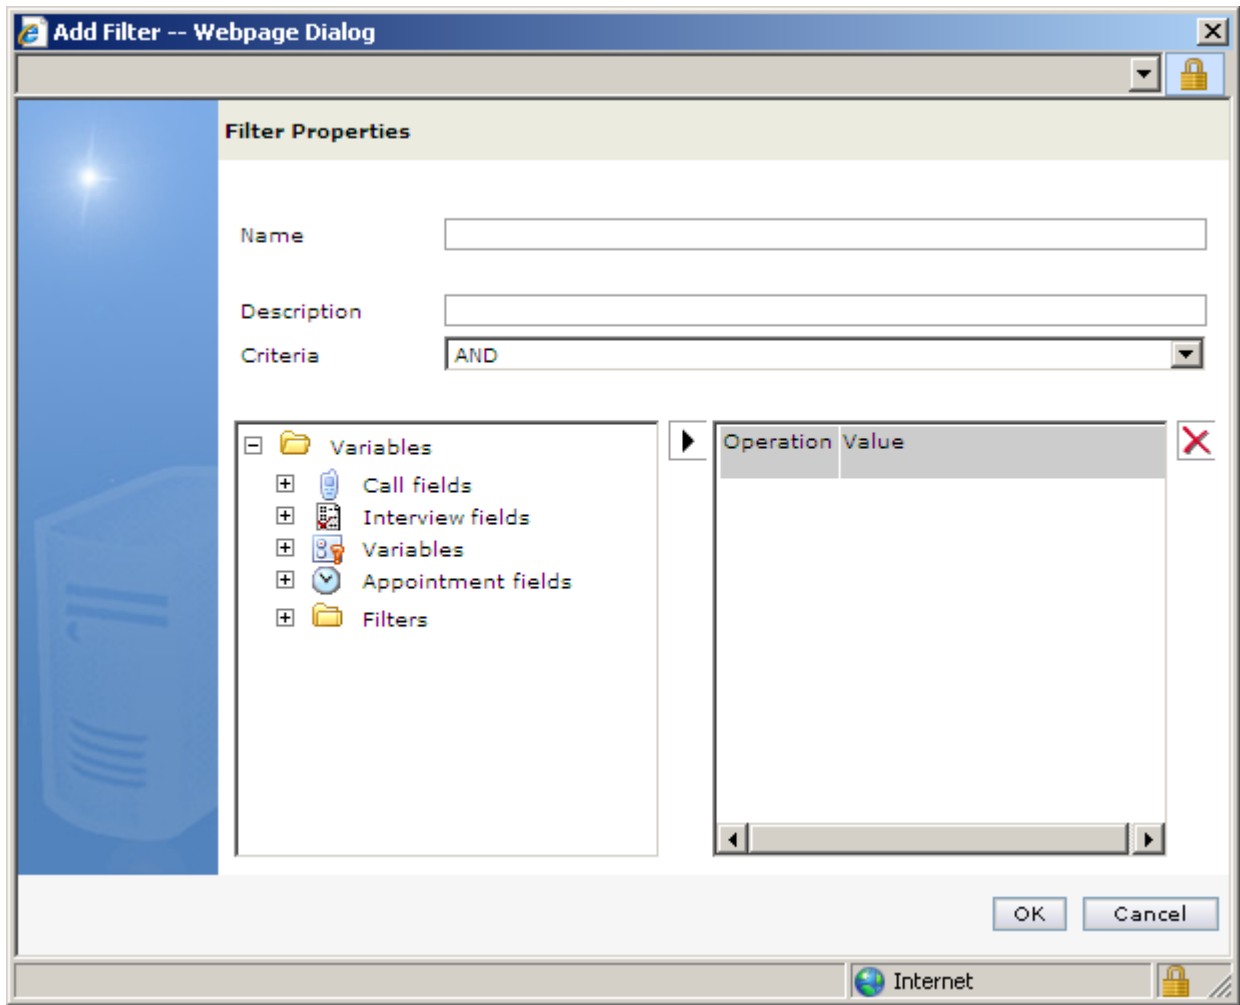 Add Filter -- Webpage Dialog
Filter Properties
Name
Description
Criteria AND
Variables
Call fields
Interview fields
Variables
Appointment fields
Filters
Operation Value
OK Cancel
Internet